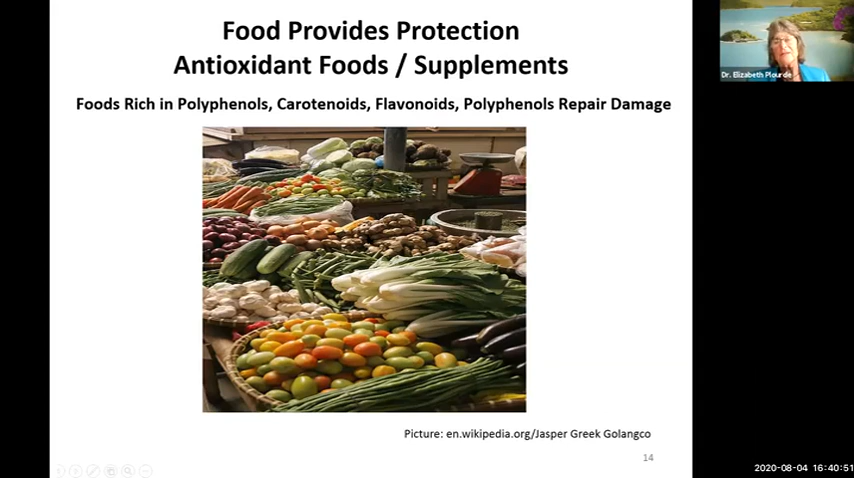 Food Provides Protection
Antioxidant Foods / Supplements
Foods Rich in Polyphenols, Carotenoids, Flavonoids, Polyphenols Repair Damage
Picture: en.wikipedia.org/Jasper Greek Golangco
14
Dr. Elizabeth Plourde
2020-08-04 16:40:51